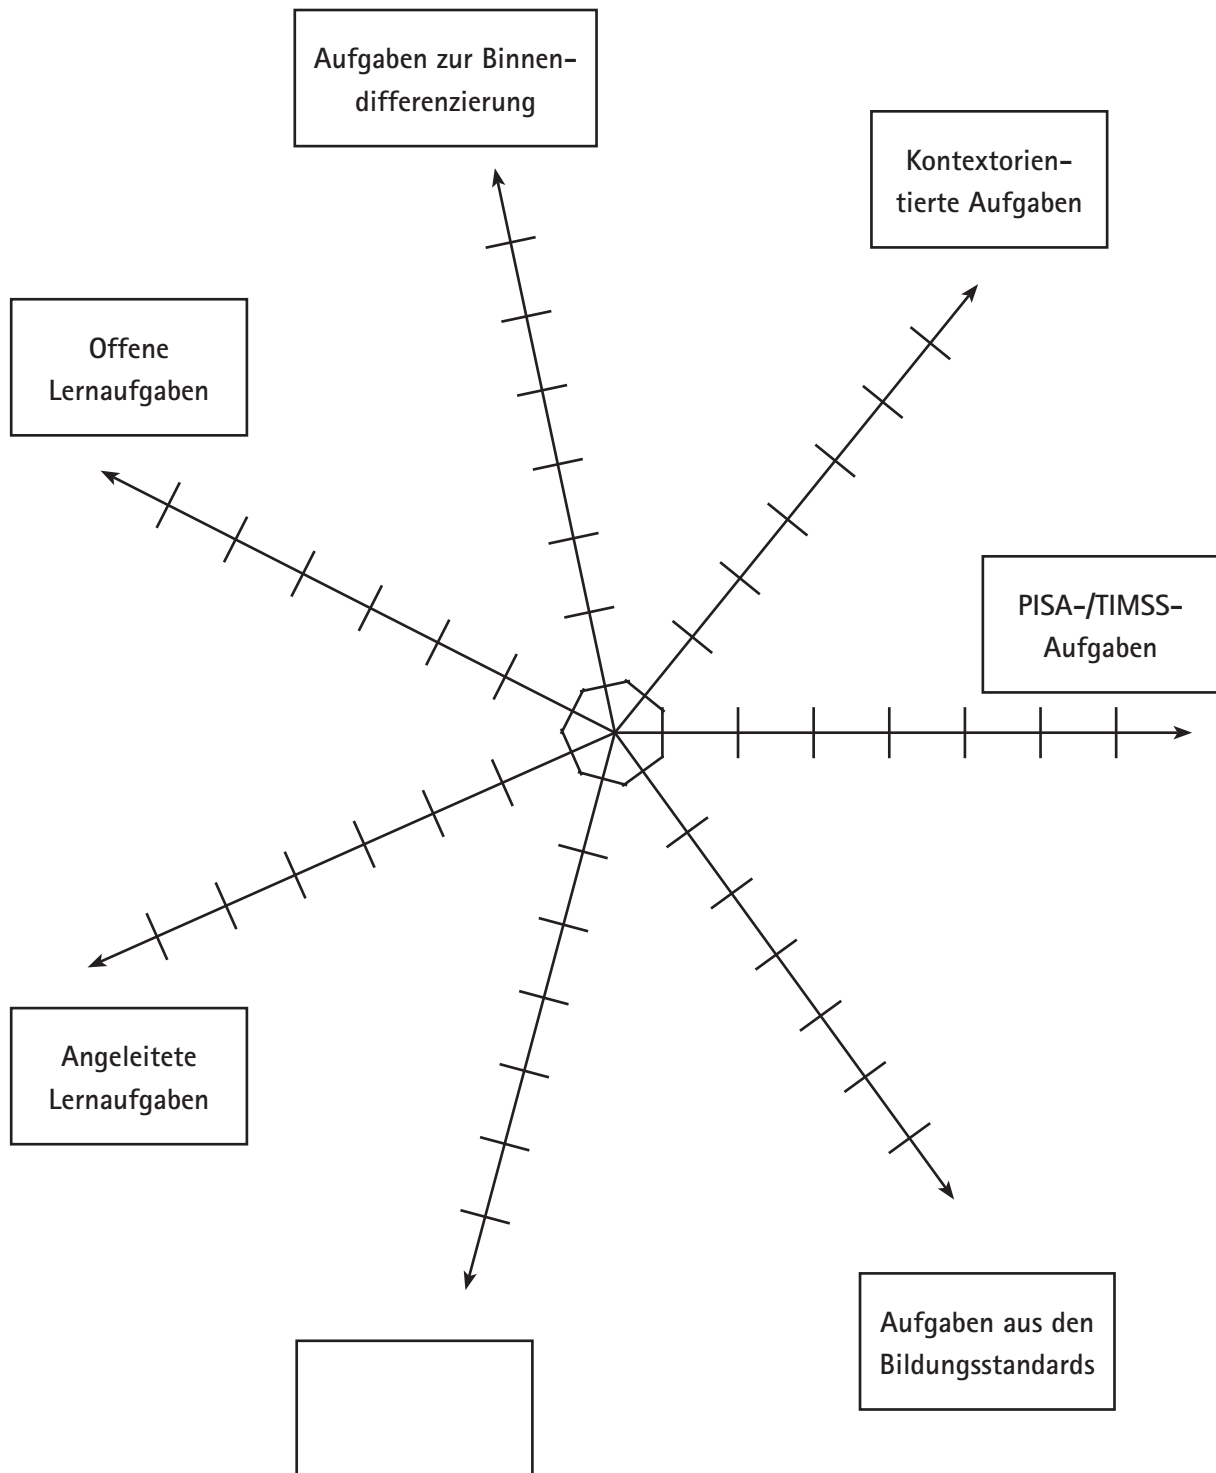 Aufgaben zur Binnen-
differenzierung
Kontextorien-
tierte Aufgaben
Offene
Lernaufgaben
PISA-/TIMSS-
Aufgaben
Angeleitete
Lernaufgaben
Aufgaben aus den
Bildungsstandards